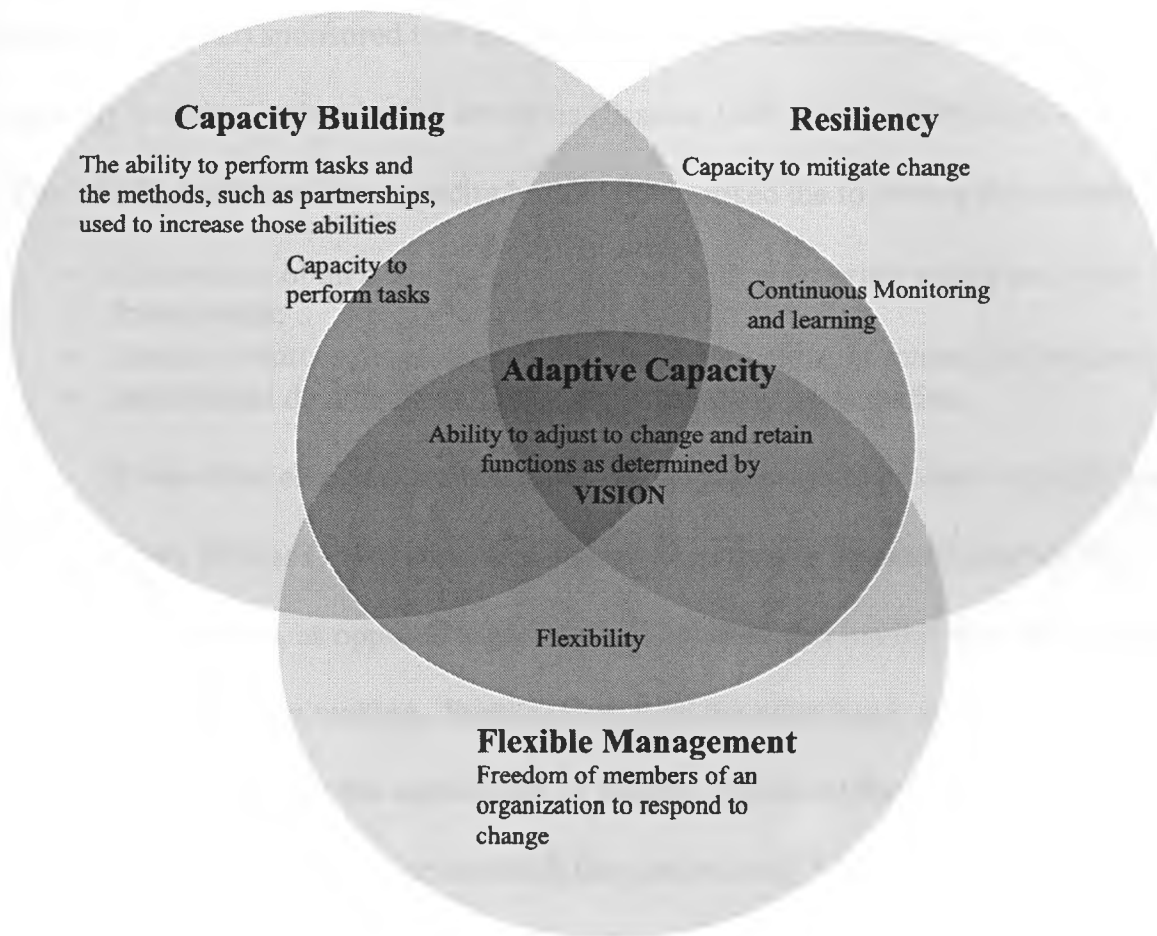 Capacity Building
The ability to perform tasks and
the methods, such as partnerships,
used to increase those abilities
Capacity to
perform tasks
Resiliency
Capacity to mitigate change
Continuous Monitoring
and learning
Adaptive Capacity
Ability to adjust to change and retain
functions as determined by
VISION
Flexibility
Flexible Management
Freedom of members of an
organization to respond to
change